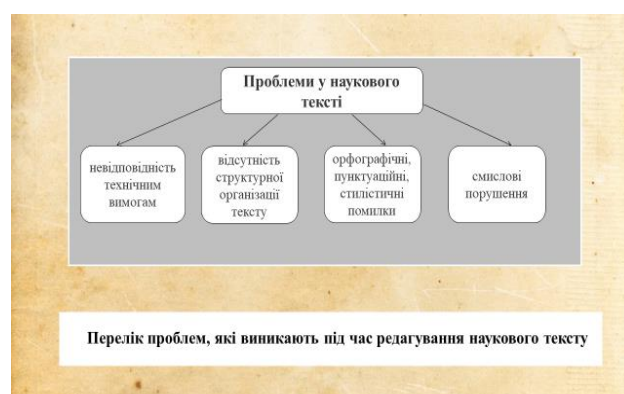 Проблеми у наукового
тексті
невідповідність
технічним
вимогам
відсутність
структурної
організації
тексту
орфографічні,
пунктуаційні,
стилістичні
помилки
смислові
порушення
Перелік проблем, які виникають під час редагування наукового тексту